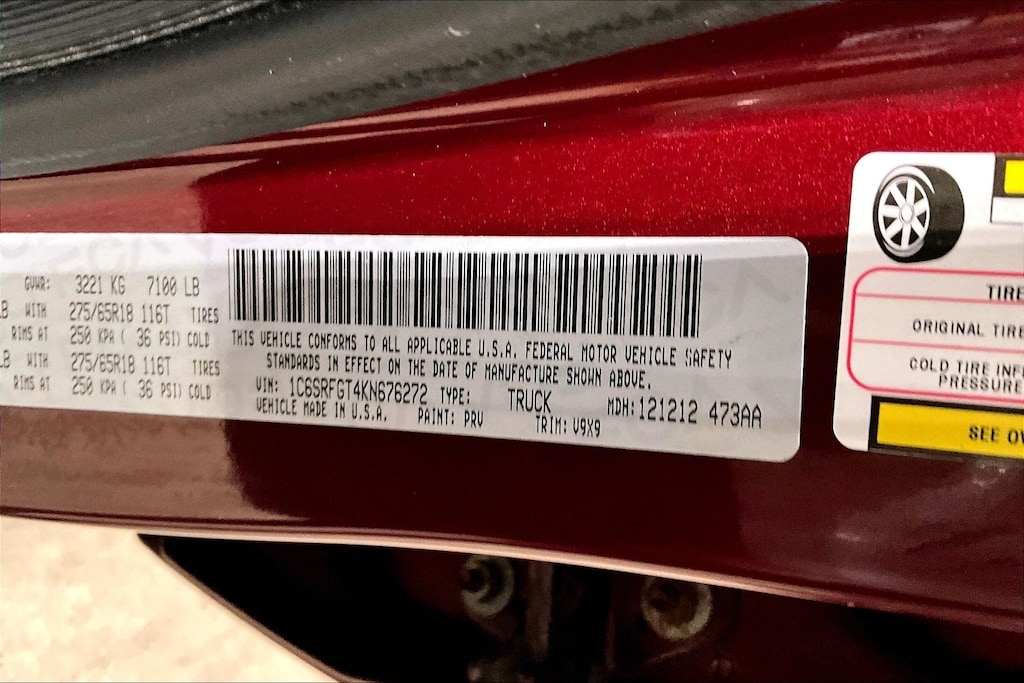 GVWR: 3221 KG 7100 LB
LB WITH 275/65R18 116T TIRES
RIMS AT 250 KPA ( 36 PSI) COLD
LB WITH 275/65R18 116T TIRES
RIMS AT 250 KPA ( 36 PSI) COLD
THIS VEHICLE CONFORMS TO ALL APPLICABLE U.S.A. FEDERAL MOTOR VEHICLE SAFETY
STANDARDS IN EFFECT ON THE DATE OF MANUFACTURE SHOWN ABOVE.
VIN: 1C6SRFGT4KN676272 TYPE: TRUCK MDH:121212 473AA
VEHICLE MADE IN U.S.A. PAINT: PRV TRIM: V9X9
TIRE
ORIGINAL TIRE
COLD TIRE INF
PRESSURE
SEE OV